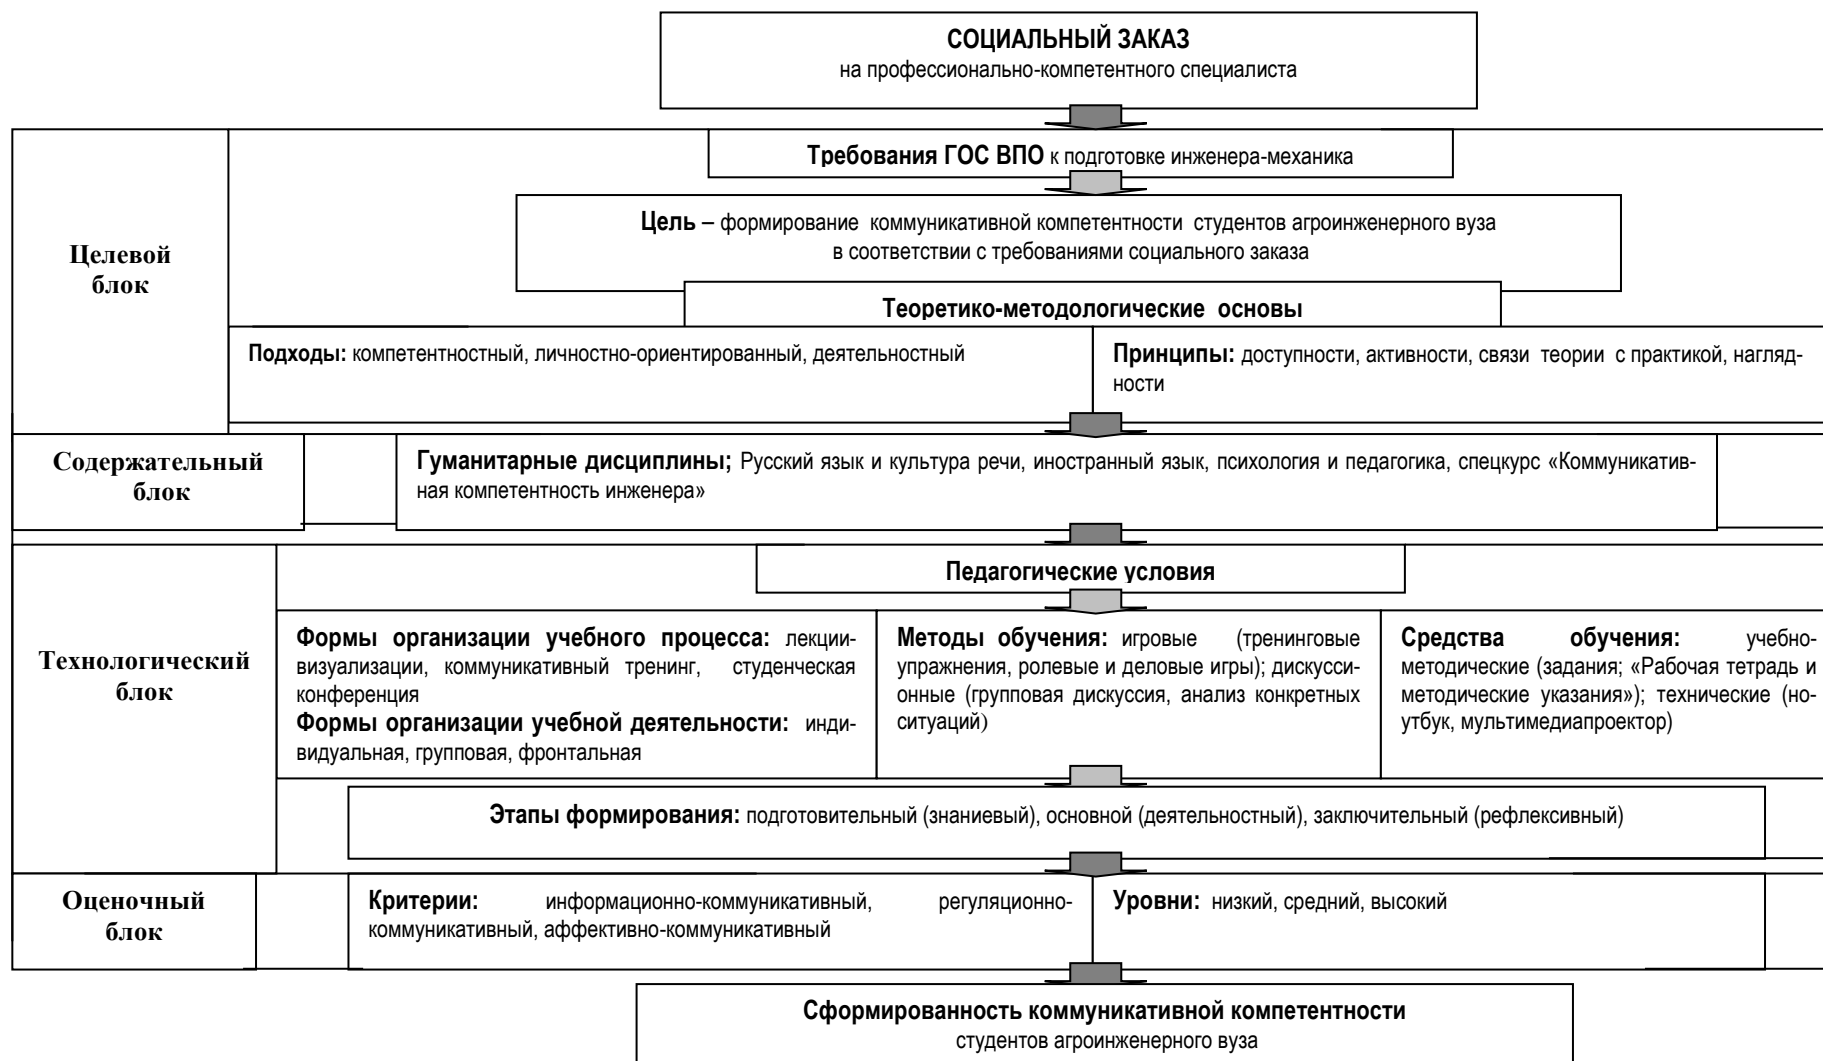 СОЦИАЛЬНЫЙ ЗАКАЗ
на профессионально-компетентного специалиста
Требования ГОС ВПО к подготовке инженера-механика
Целевой
блок
Цель – формирование коммуникативной компетентности студентов агроинженерного вуза
в соответствии с требованиями социального заказа
Теоретико-методологические основы
Подходы: компетентностный, личностно-ориентированный, деятельностный
Принципы: доступности, активности, связи теории с практикой, нагляд-
ности
Содержательный
блок
Гуманитарные дисциплины; Русский язык и культура речи, иностранный язык, психология и педагогика, спецкурс «Коммуникатив-
ная компетентность инженера»
Педагогические условия
Технологический
блок
Формы организации учебного процесса: лекции-
визуализации, коммуникативный тренинг, студенческая
конференция
Формы организации учебной деятельности: инди-
видуальная, групповая, фронтальная
Методы обучения: игровые (тренинговые
упражнения, ролевые и деловые игры); дискусси-
онные (групповая дискуссия, анализ конкретных
ситуаций)
Средства обучения: учебно-
методические (задания; «Рабочая тетрадь и
методические указания»); технические (но-
утбук, мультимедиапроектор)
Этапы формирования: подготовительный (знаниевый), основной (деятельностный), заключительный (рефлексивный)
Оценочный
блок
Критерии: информационно-коммуникативный, регуляционно-
коммуникативный, аффективно-коммуникативный
Уровни: низкий, средний, высокий
Сформированность коммуникативной компетентности
студентов агроинженерного вуза